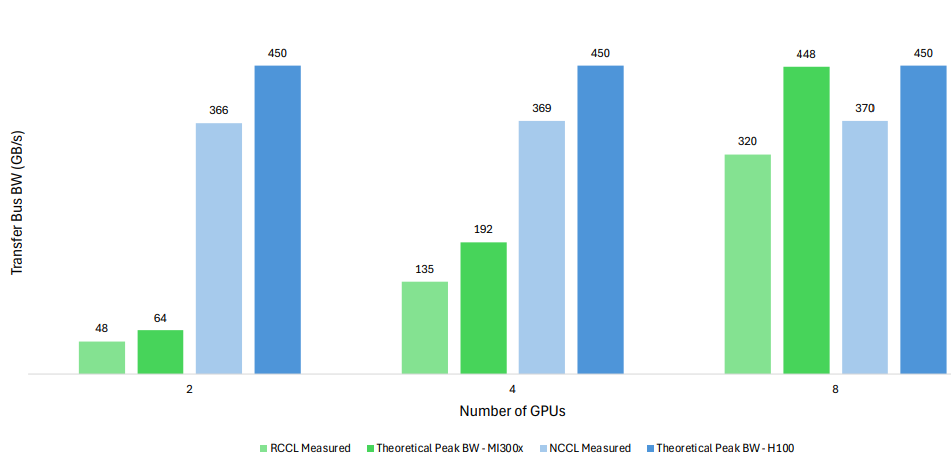 450
450
448
450
366
369
370
320
192
135
64
48
Transfer Bus BW (GB/s)
2
4
8
Number of GPUs
RCCL Measured
Theoretical Peak BW - MI300x
NCCL Measured
Theoretical Peak BW - H100